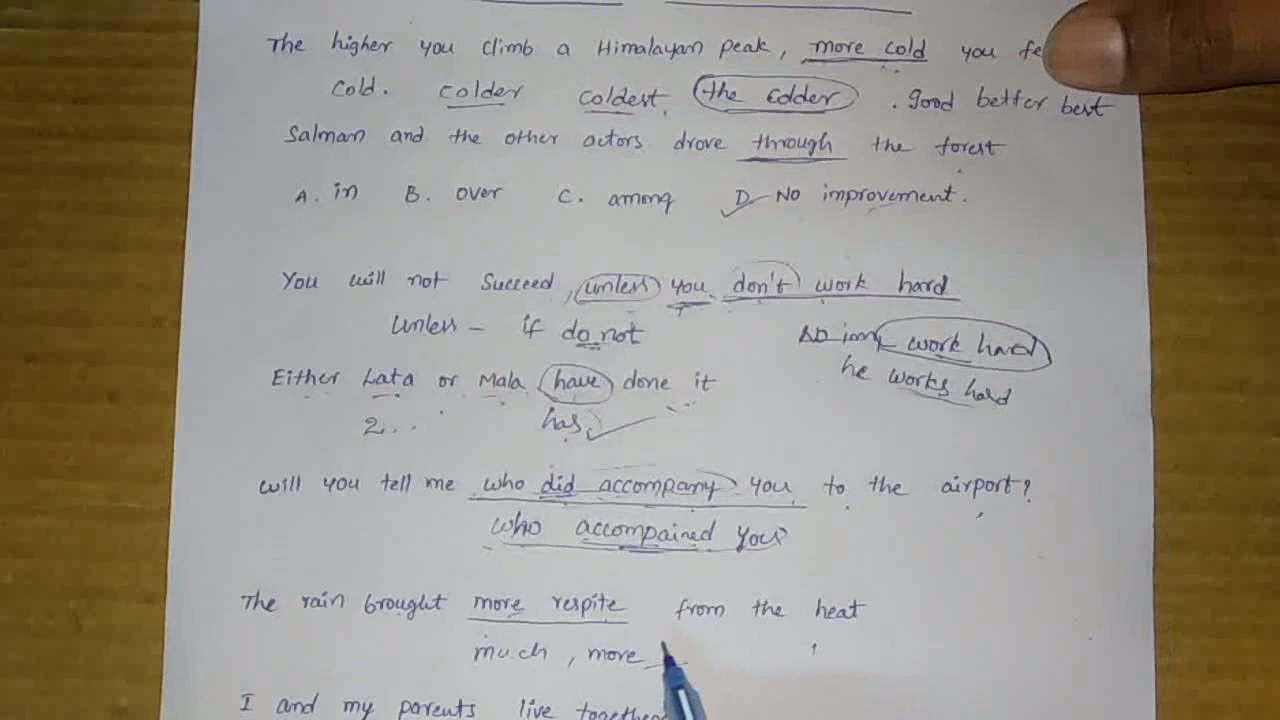 The higher you climb a Himalayan peak, more cold you fe
cold. colder coldest, the colder . good better best
Salman and the other actors drove through the forest
A. in B. over C. among D No improvement.
You will not succeed, unless you don't work hard
Unless - if do not
work hard
he works hard
Either Lata or Mala have done it
2.. has
will you tell me who did accompany you to the airport?
who accompained you
The rain brought more respite from the heat
much, more
I and my parents live together